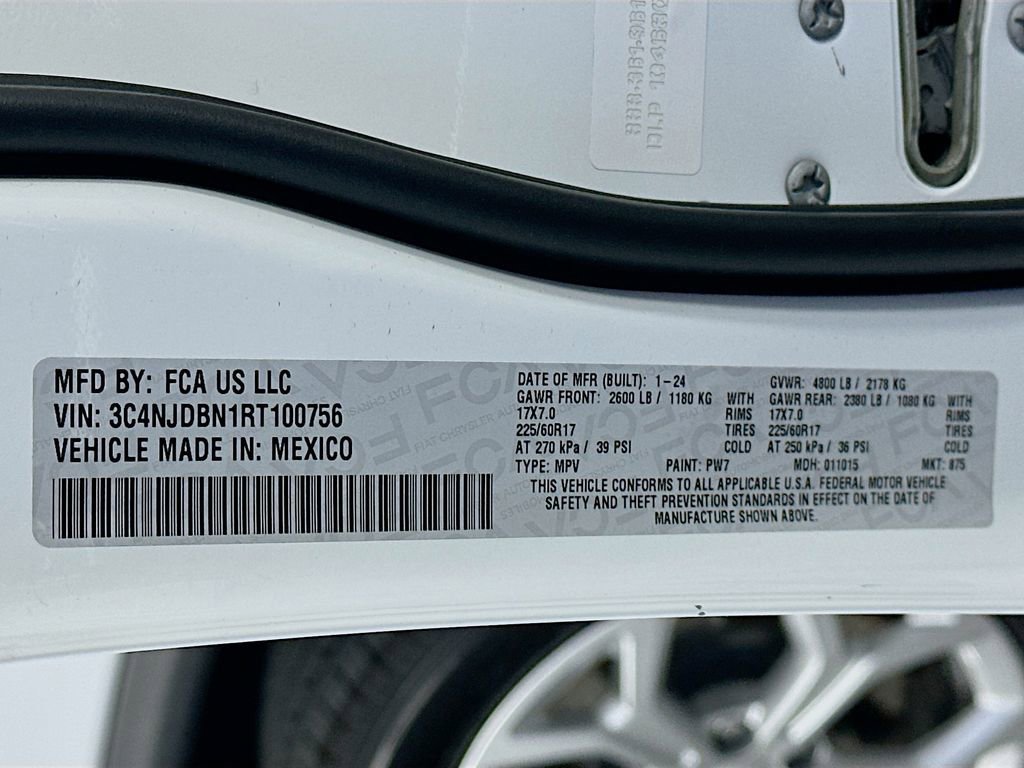 MFD BY: FCA US LLC
VIN: 3C4NJDBN1RT100756
VEHICLE MADE IN: MEXICO
DATE OF MFR (BUILT): 1-24 GVWR: 4800 LB / 2178 KG
GAWR FRONT: 2600 LB / 1180 KG WITH GAWR REAR: 2380 LB / 1080 KG WITH
17X7.0 RIMS 17X7.0 RIMS
225/60R17 TIRES 225/60R17 TIRES
AT 270 kPa / 39 PSI COLD AT 250 kPa / 36 PSI COLD
TYPE: MPV PAINT: PW7 MDH: 011015 MKT: 875
THIS VEHICLE CONFORMS TO ALL APPLICABLE U.S.A. FEDERAL MOTOR VEHICLE
SAFETY AND THEFT PREVENTION STANDARDS IN EFFECT ON THE DATE OF
MANUFACTURE SHOWN ABOVE.